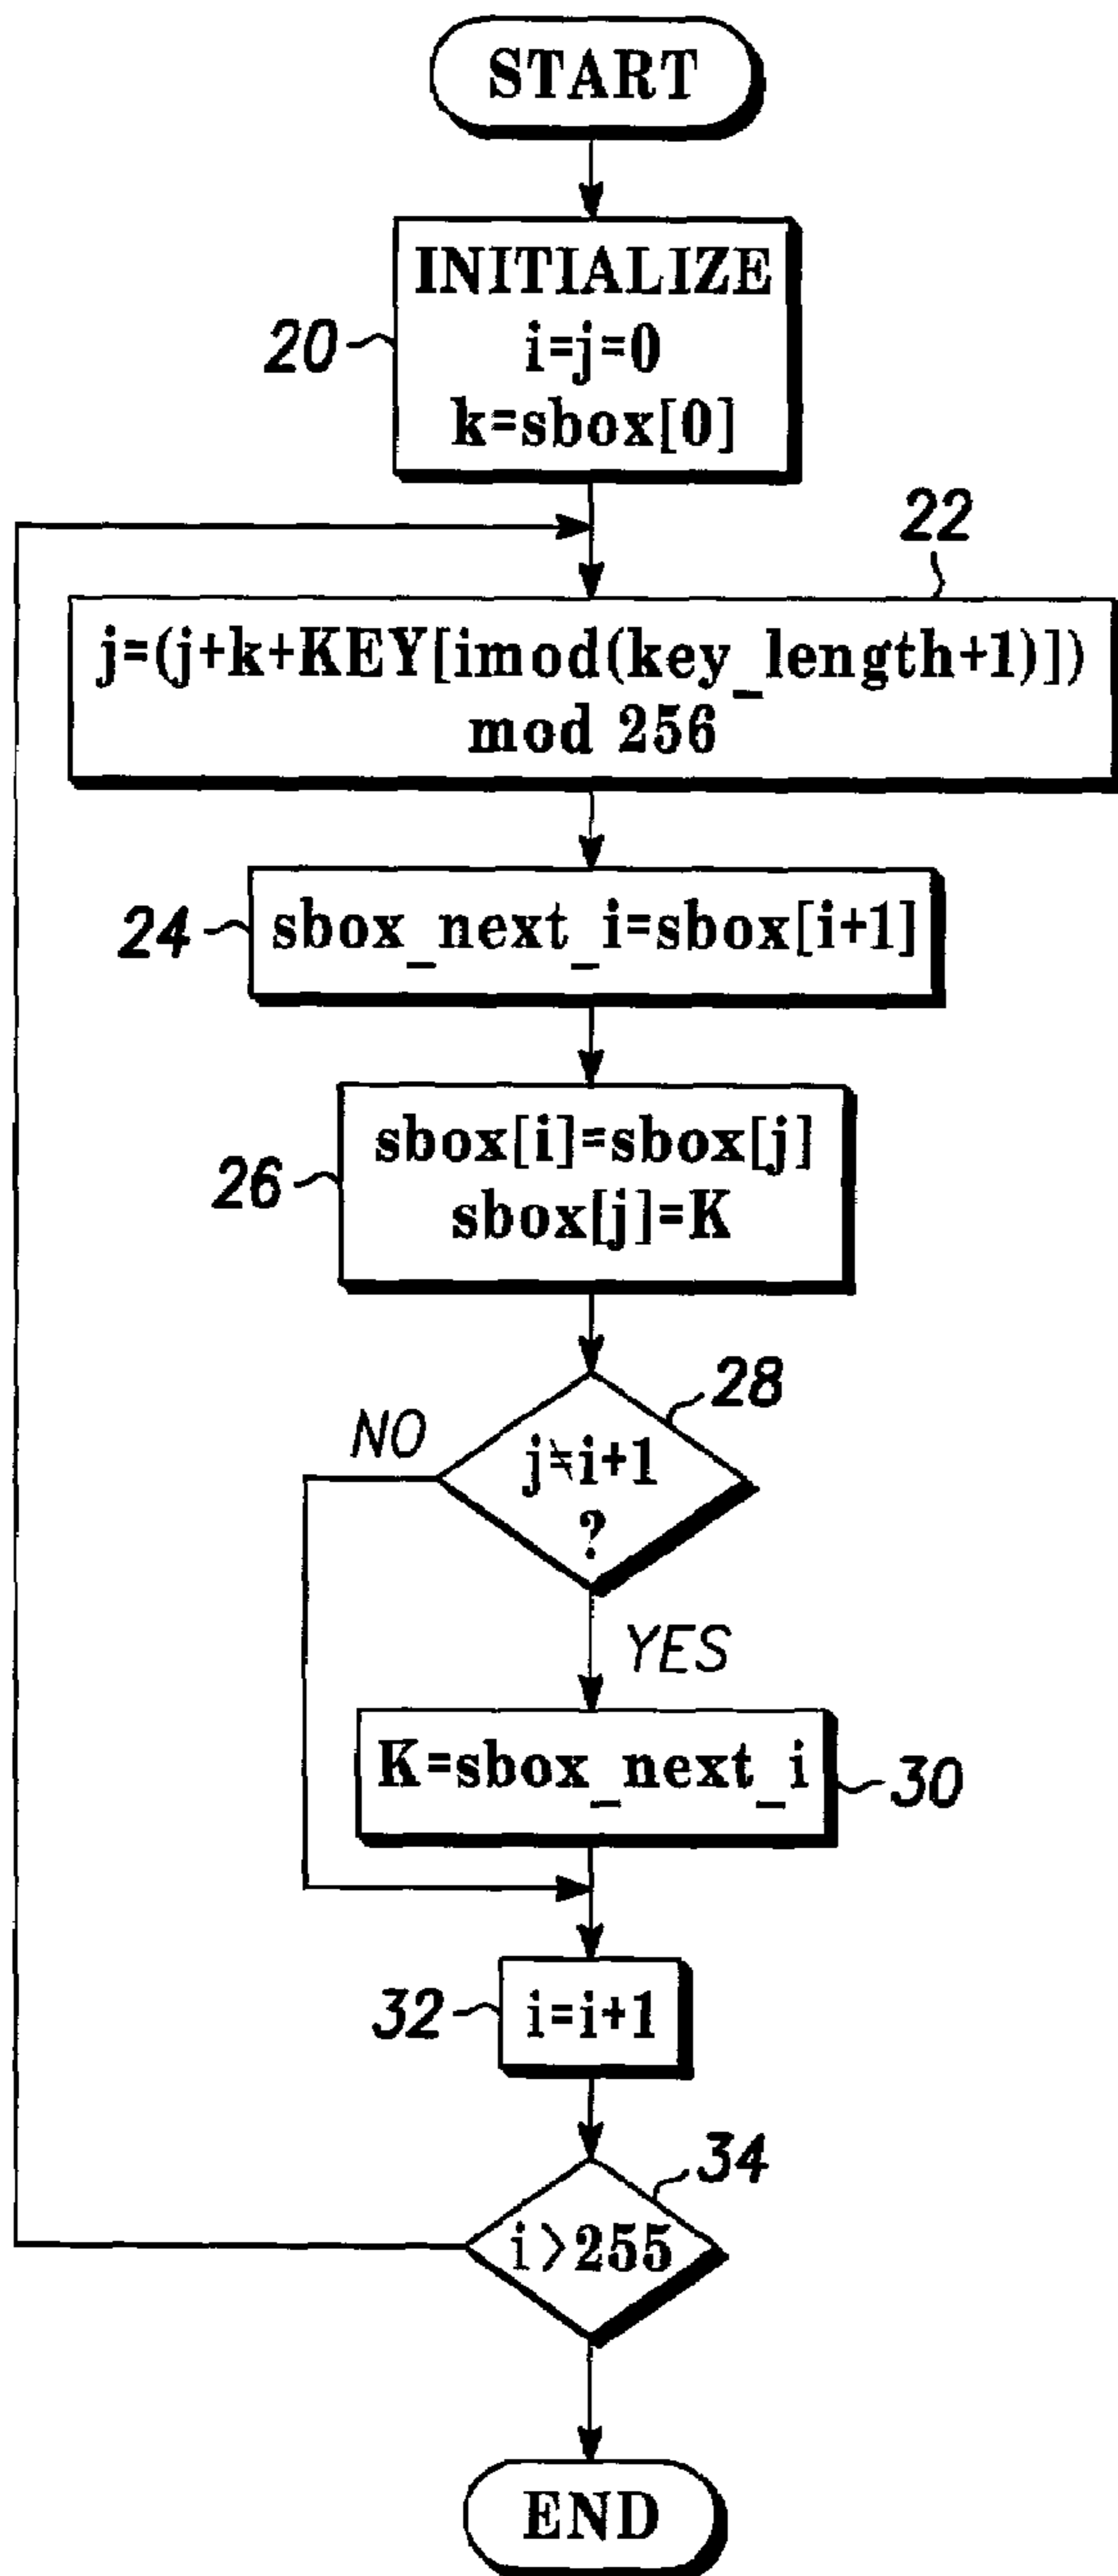 START
INITIALIZE
i=j=0
k=sbox[0]
20
22
j=(j+k+KEY[imod(key_length+1)])
mod 256
24
sbox_next_i=sbox[i+1]
26
sbox[i]=sbox[j]
sbox[j]=K
28
NO
j≠i+1
?
YES
K=sbox_next_i
30
32
i=i+1
34
i>255
END